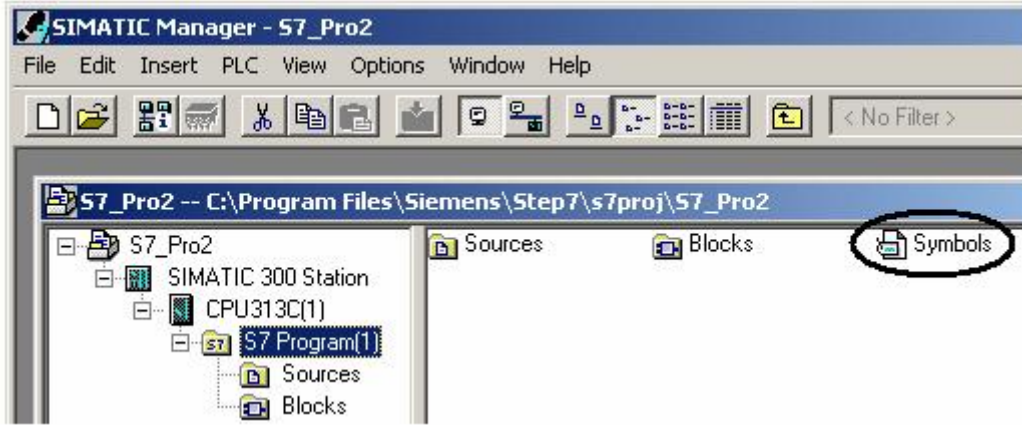 SIMATIC Manager - S7_Pro2
File Edit Insert PLC View Options Window Help
< No Filter >
S7_Pro2 -- C:\Program Files\Siemens\Step7\s7proj\S7_Pro2
S7_Pro2
SIMATIC 300 Station
CPU313C(1)
S7 S7 Program(1)
Sources
Blocks
Sources Blocks Symbols